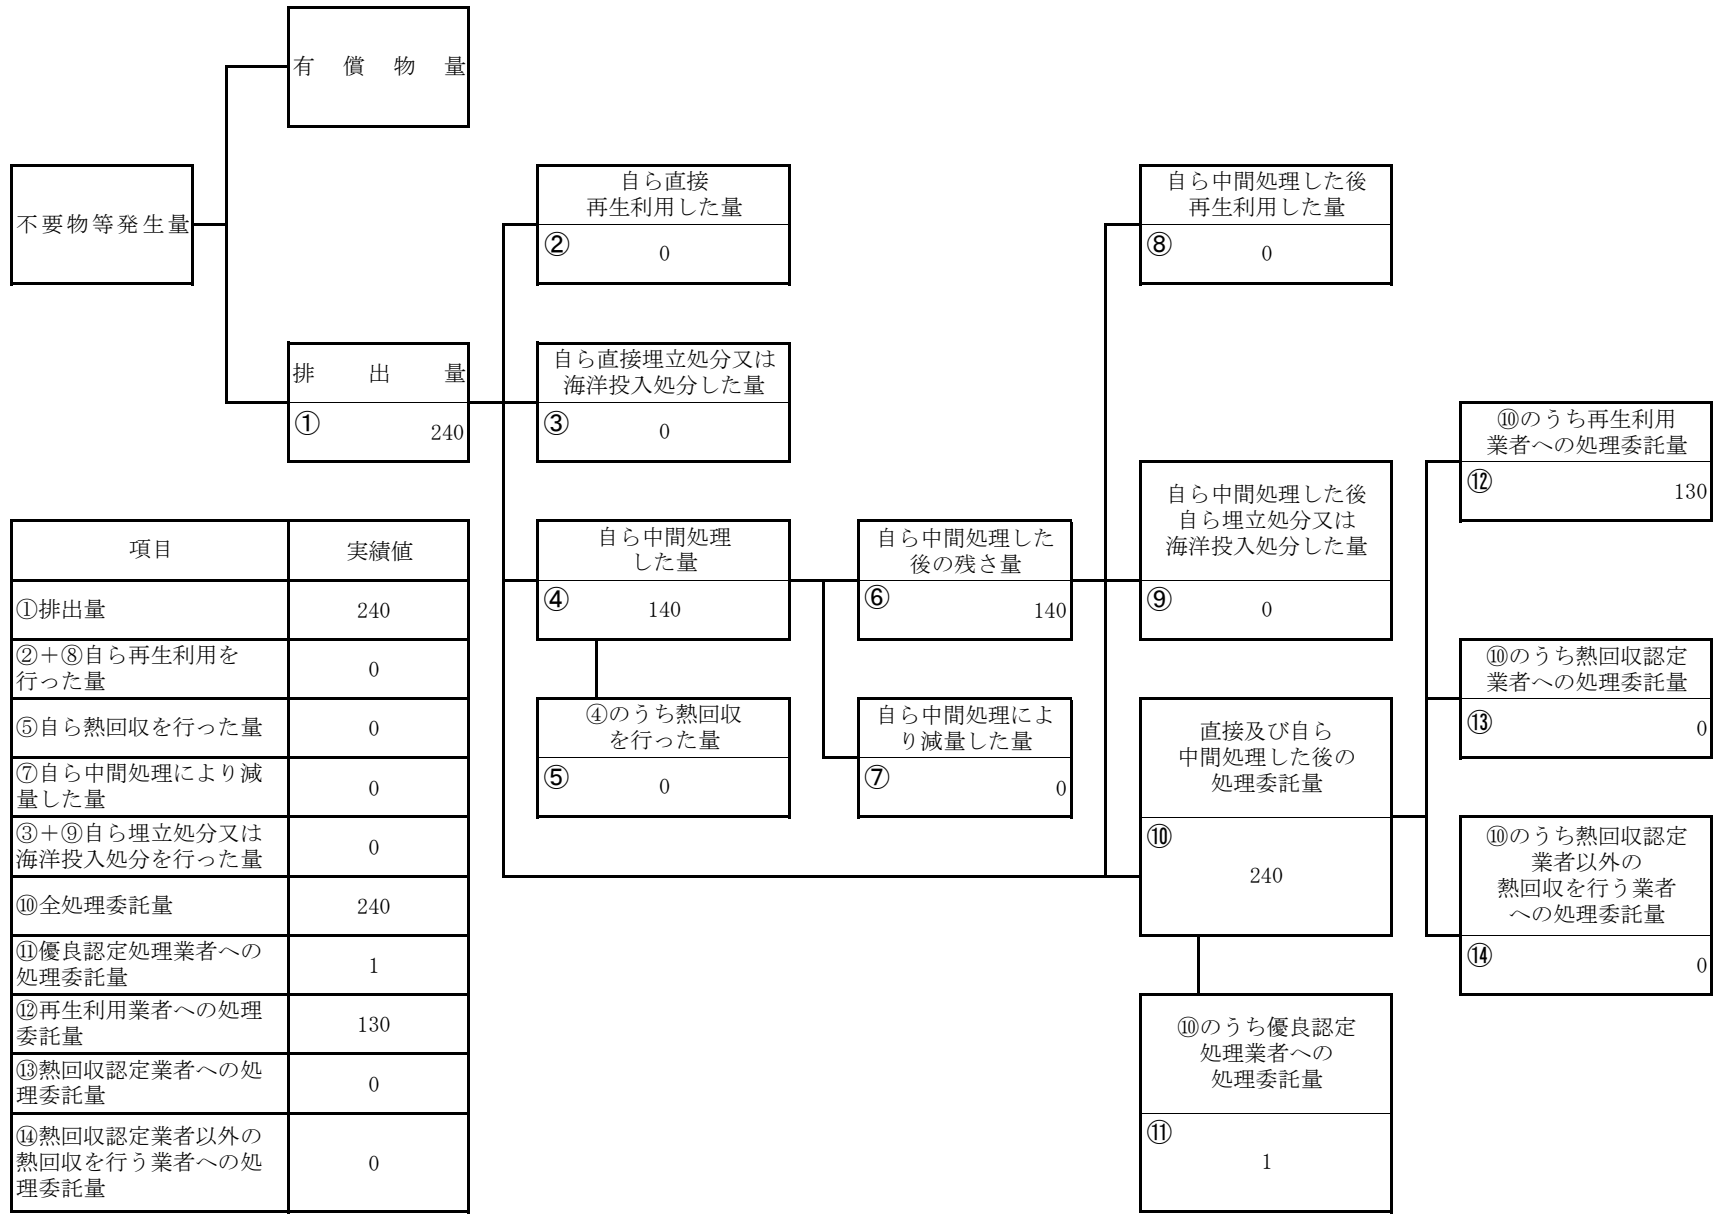 有償物量
不要物等発生量
自ら直接
再生利用した量
②
0
自ら中間処理した後
再生利用した量
⑧
0
排出量
①
240
自ら直接埋立処分又は
海洋投入処分した量
③
0
⑩のうち再生利用
業者への処理委託量
⑫
130
自ら中間処理
した量
④
140
自ら中間処理した
後の残さ量
⑥
140
自ら中間処理した後
自ら埋立処分又は
海洋投入処分した量
⑨
0
⑩のうち熱回収認定
業者への処理委託量
⑬
0
④のうち熱回収
を行った量
⑤
0
自ら中間処理によ
り減量した量
⑦
0
直接及び自ら
中間処理した後の
処理委託量
⑩
240
⑩のうち熱回収認定
業者以外の
熱回収を行う業者
への処理委託量
⑭
0
⑩のうち優良認定
処理業者への
処理委託量
⑪
1
項目 実績値
①排出量 240
②＋⑧自ら再生利用を
行った量 0
⑤自ら熱回収を行った量 0
⑦自ら中間処理により減
量した量 0
③＋⑨自ら埋立処分又は
海洋投入処分を行った量 0
⑩全処理委託量 240
⑪優良認定処理業者への
処理委託量 1
⑫再生利用業者への処理
委託量 130
⑬熱回収認定業者への処
理委託量 0
⑭熱回収認定業者以外の
熱回収を行う業者への処
理委託量 0